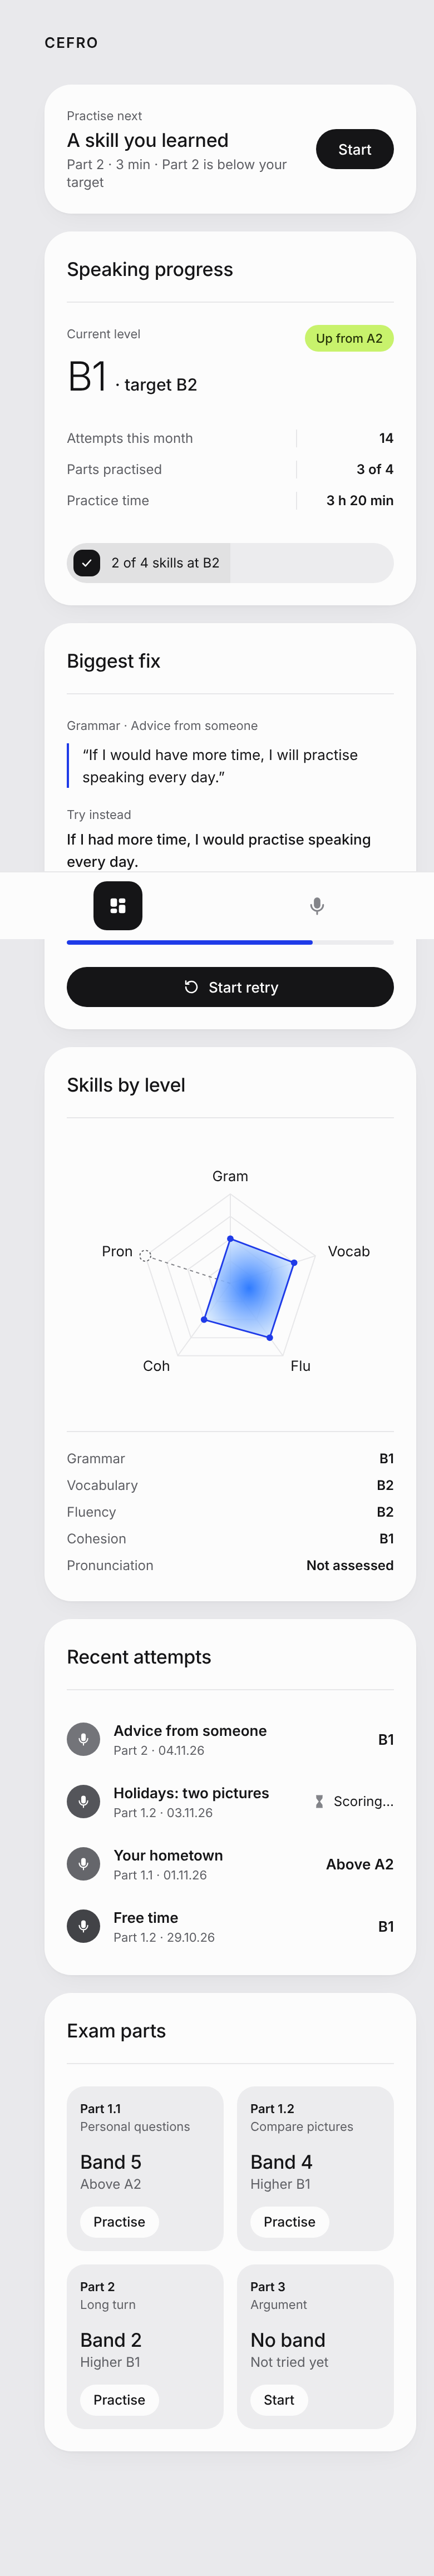 CEFRO
Practise next
A skill you learned
Part 2 · 3 min · Part 2 is below your
target
Start
Speaking progress
Current level
Up from A2
B1 · target B2
Attempts this month 14
Parts practised 3 of 4
Practice time 3 h 20 min
2 of 4 skills at B2
Biggest fix
Grammar · Advice from someone
“If I would have more time, I will practise
speaking every day.”
Try instead
If I had more time, I would practise speaking
every day.
Start retry
Skills by level
Gram
Pron
Vocab
Coh
Flu
Grammar B1
Vocabulary B2
Fluency B2
Cohesion B1
Pronunciation Not assessed
Recent attempts
Advice from someone
Part 2 · 04.11.26
B1
Holidays: two pictures
Part 1.2 · 03.11.26
Scoring...
Your hometown
Part 1.1 · 01.11.26
Above A2
Free time
Part 1.2 · 29.10.26
B1
Exam parts
Part 1.1
Personal questions
Band 5
Above A2
Practise
Part 1.2
Compare pictures
Band 4
Higher B1
Practise
Part 2
Long turn
Band 2
Higher B1
Practise
Part 3
Argument
No band
Not tried yet
Start